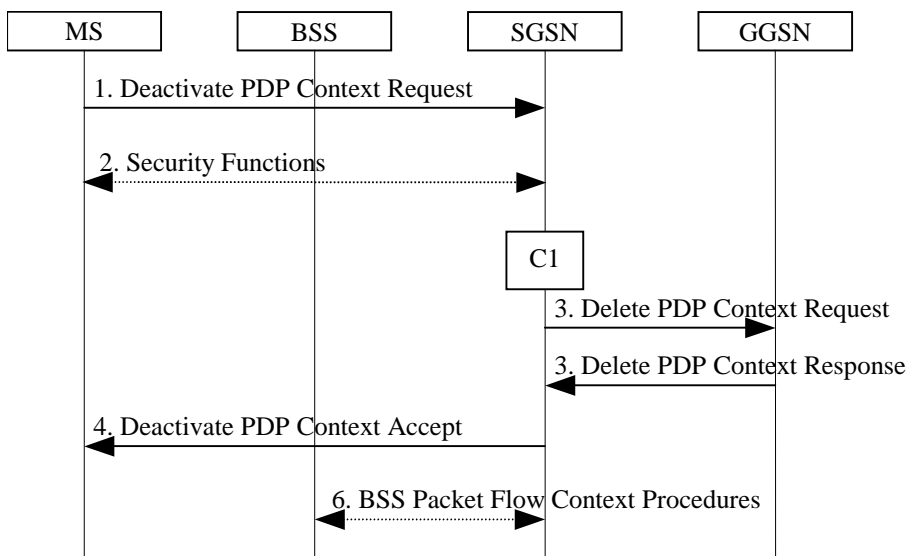 MS
BSS
SGSN
GGSN
1. Deactivate PDP Context Request
2. Security Functions
C1
3. Delete PDP Context Request
3. Delete PDP Context Response
4. Deactivate PDP Context Accept
6. BSS Packet Flow Context Procedures